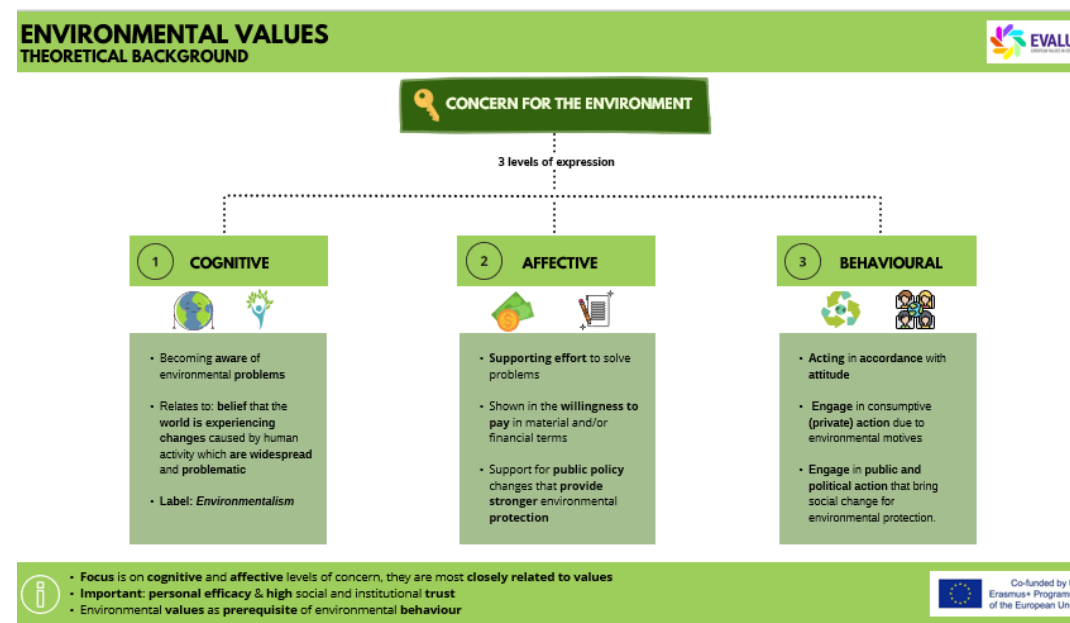 ENVIRONMENTAL VALUES
THEORETICAL BACKGROUND
EVALU
CONCERN FOR THE ENVIRONMENT
3 levels of expression
1 COGNITIVE
• Becoming aware of
environmental problems
• Relates to: belief that the
world is experiencing
changes caused by human
activity which are widespread
and problematic
• Label: Environmentalism
2 AFFECTIVE
• Supporting effort to solve
problems
• Shown in the willingness to
pay in material and/or
financial terms
• Support for public policy
changes that provide
stronger environmental
protection
3 BEHAVIOURAL
• Acting in accordance with
attitude
• Engage in consumptive
(private) action due to
environmental motives
• Engage in public and
political action that bring
social change for
environmental protection.
• Focus is on cognitive and affective levels of concern, they are most closely related to values
• Important: personal efficacy & high social and institutional trust
• Environmental values as prerequisite of environmental behaviour
Co-funded by
Erasmus+ Program
of the European Un